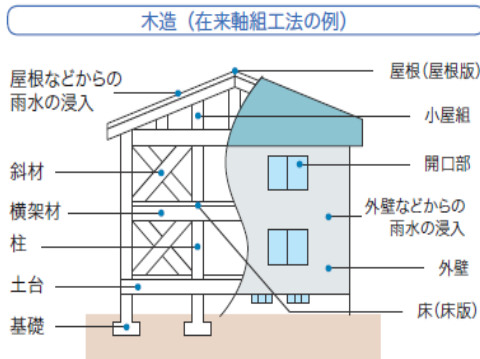 木造（在来軸組工法の例）
屋根などからの
雨水の浸入
斜材
横架材
柱
土台
基礎
屋根（屋根版）
小屋組
開口部
外壁などからの
雨水の浸入
外壁
床（床版）